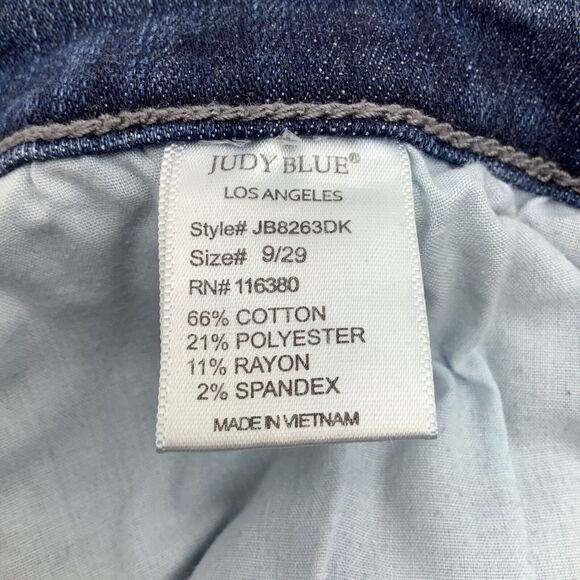 JUDY BLUE®
LOS ANGELES
Style# JB8263DK
Size# 9/29
RN# 116380
66% COTTON
21% POLYESTER
11% RAYON
2% SPANDEX
MADE IN VIETNAM